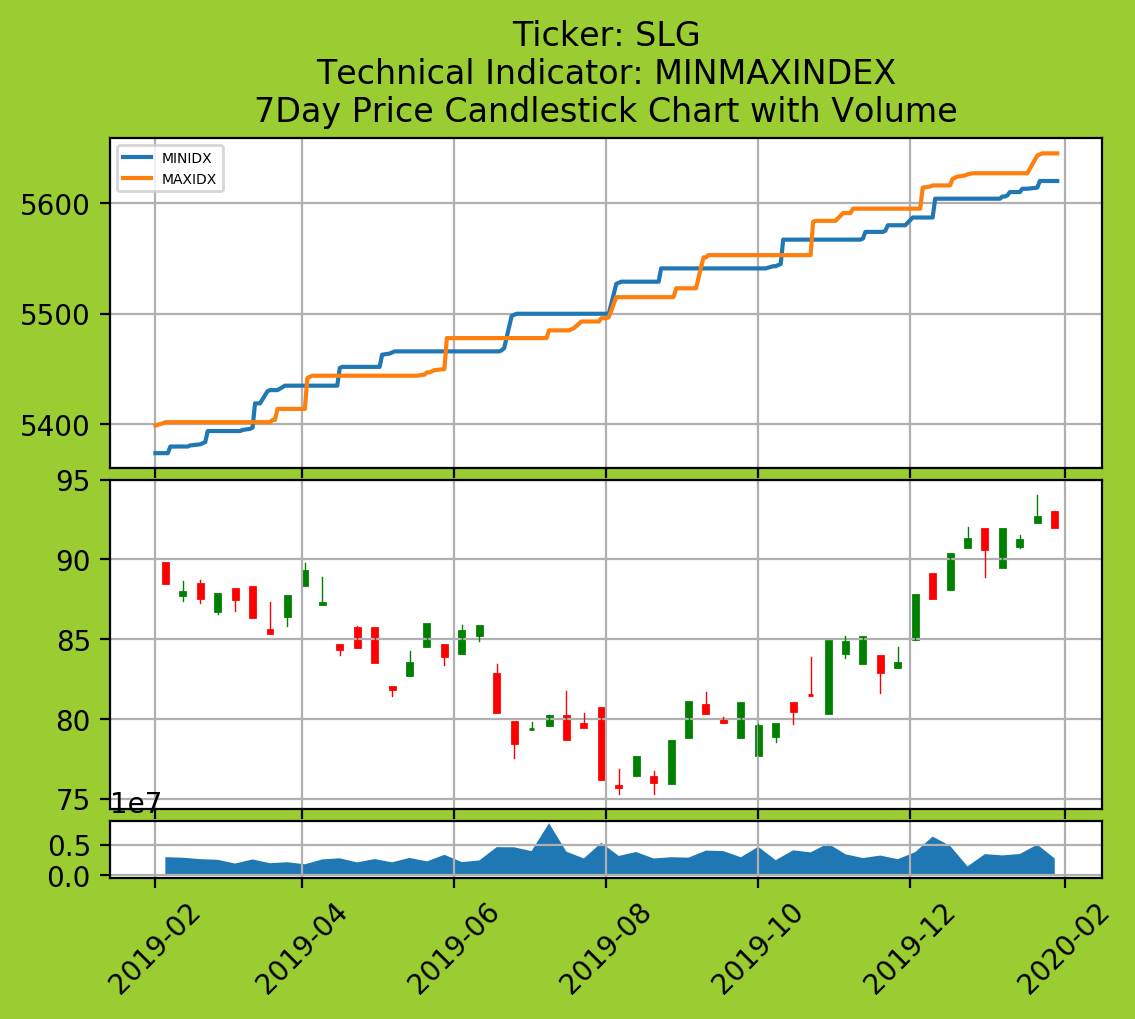 Ticker: SLG
Technical Indicator: MINMAXINDEX
7Day Price Candlestick Chart with Volume
MINIDX
MAXIDX
5600
5500
5400
95
90
85
80
75
1e7
0.5
0.0
2019-02
2019-04
2019-06
2019-08
2019-10
2019-12
2020-02